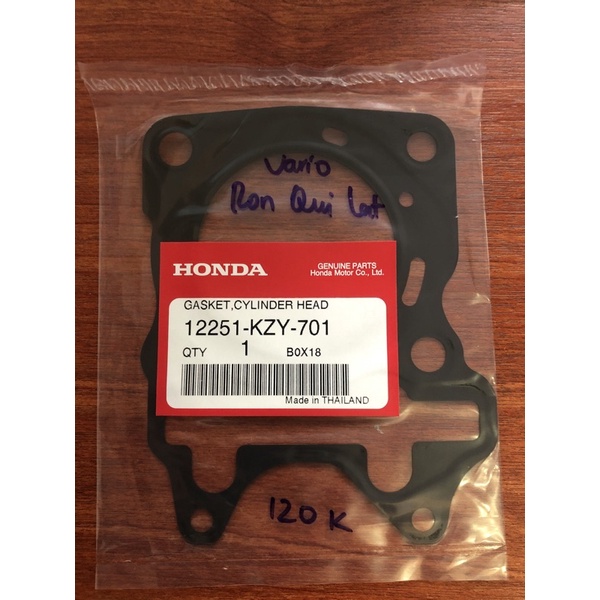 Vario
Ron Qui Lat
HONDA
GENUINE PARTS
Honda Motor Co., Ltd.
GASKET,CYLINDER HEAD
12251-KZY-701
QTY 1 B0X18
Made in THAILAND
120 K